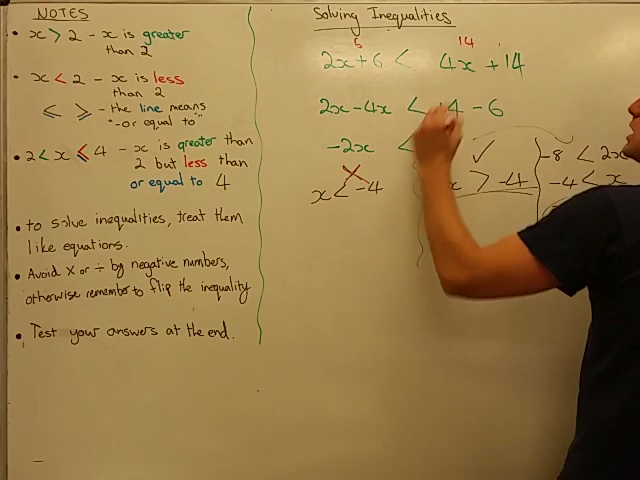 NOTES
• x > 2 - x is greater
than 2
• x < 2 - x is less
than 2
≤ ≥ - the line means
"-or equal to"
• 2 < x ≤ 4 - x is greater than
2 but less than
or equal to 4
• to solve inequalities, treat them
like equations.
• Avoid × or ÷ by negative numbers,
otherwise remember to flip the inequality
• Test your answers at the end.
Solving Inequalities
6 14
2x + 6 < 4x + 14
2x - 4x < 14 - 6
-2x <
x < -4
✓
x > -4
-8 < 2x
-4 < x